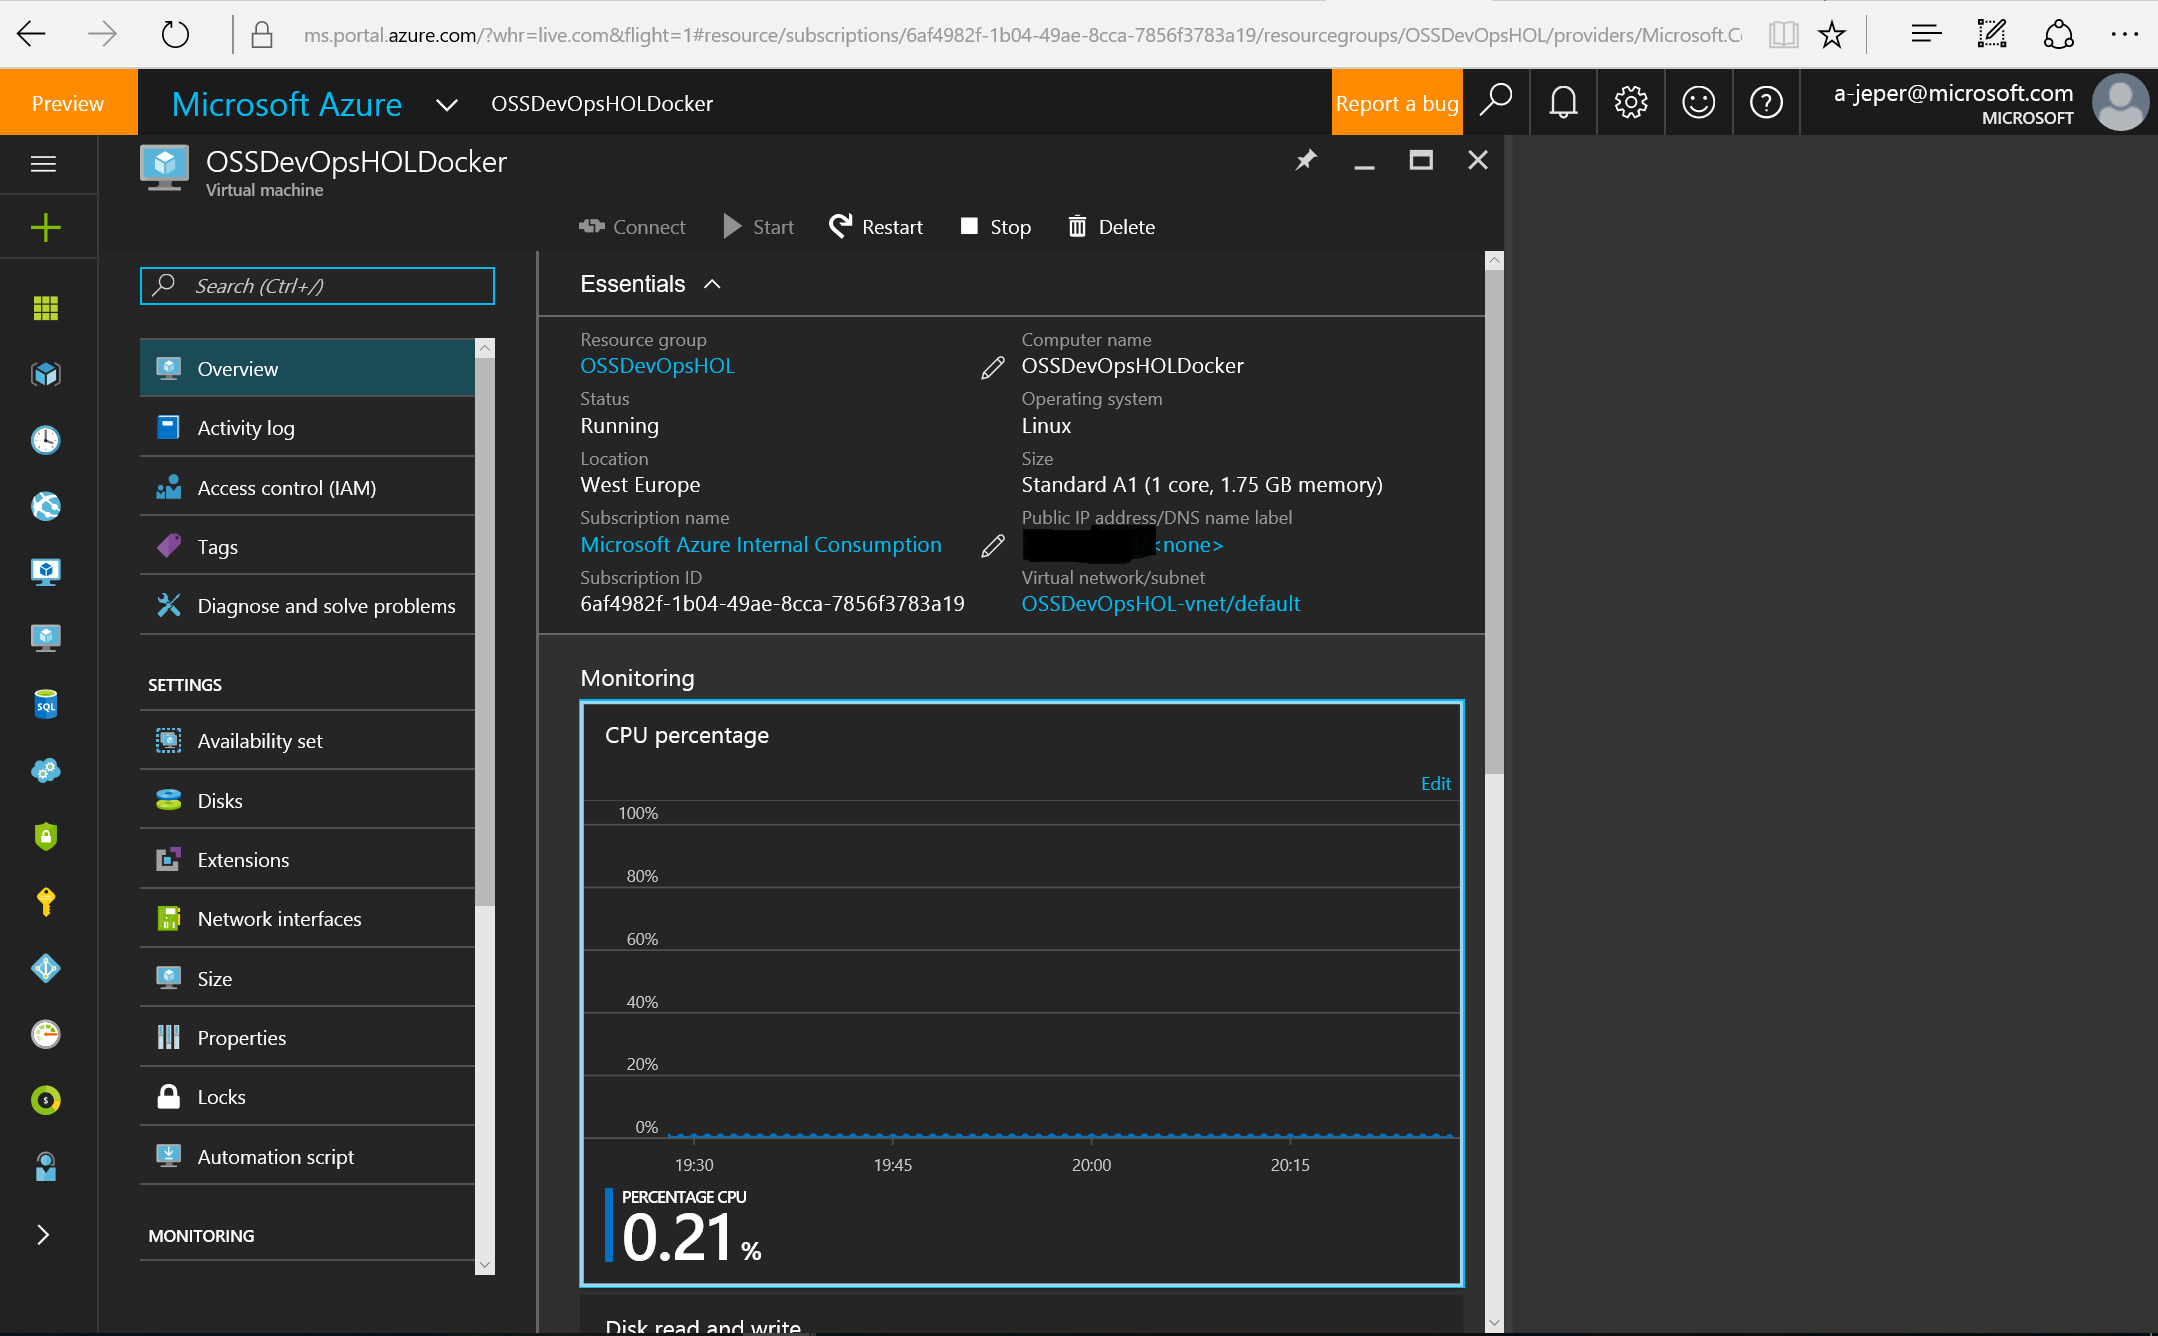 ms.portal.azure.com/?whr=live.com&flight=1#resource/subscriptions/6af4982f-1b04-49ae-8cca-7856f3783a19/resourcegroups/OSSDevOpsHOL/providers/Microsoft.C
Preview
Microsoft Azure
OSSDevOpsHOLDocker
Report a bug
a-jeper@microsoft.com
MICROSOFT
OSSDevOpsHOLDocker
Virtual machine
Connect
Start
Restart
Stop
Delete
Search (Ctrl+/)
Overview
Activity log
Access control (IAM)
Tags
Diagnose and solve problems
SETTINGS
Availability set
Disks
Extensions
Network interfaces
Size
Properties
Locks
Automation script
MONITORING
SQL
Essentials
Resource group
OSSDevOpsHOL
Status
Running
Location
West Europe
Subscription name
Microsoft Azure Internal Consumption
Subscription ID
6af4982f-1b04-49ae-8cca-7856f3783a19
Computer name
OSSDevOpsHOLDocker
Operating system
Linux
Size
Standard A1 (1 core, 1.75 GB memory)
Public IP address/DNS name label
<none>
Virtual network/subnet
OSSDevOpsHOL-vnet/default
Monitoring
CPU percentage
Edit
100%
80%
60%
40%
20%
0%
19:30
19:45
20:00
20:15
PERCENTAGE CPU
0.21 %
Disk read and write